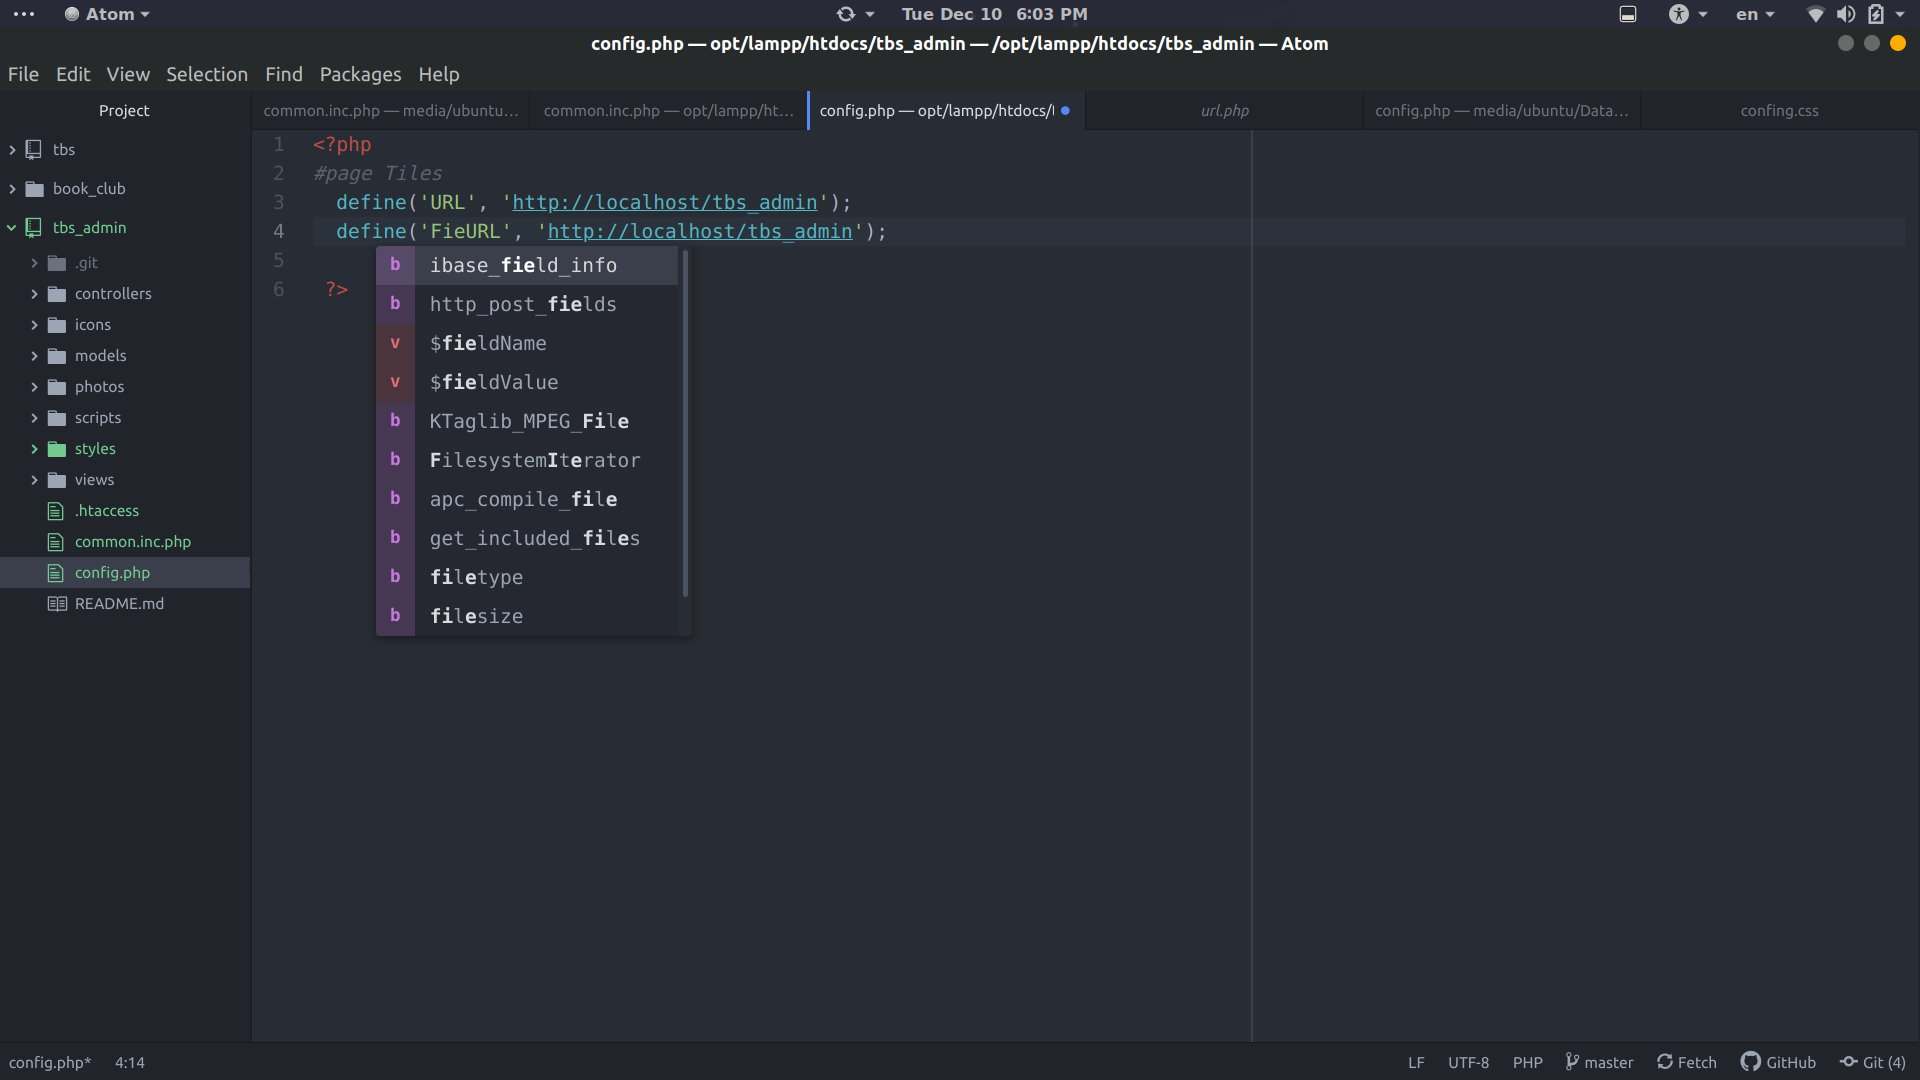 Atom
Tue Dec 10 6:03 PM
en
config.php — opt/lampp/htdocs/tbs_admin — /opt/lampp/htdocs/tbs_admin — Atom
File Edit View Selection Find Packages Help
Project
common.inc.php — media/ubuntu...
common.inc.php — opt/lampp/ht...
config.php — opt/lampp/htdocs/
url.php
config.php — media/ubuntu/Data...
confing.css
tbs
book_club
tbs_admin
.git
controllers
icons
models
photos
scripts
styles
views
.htaccess
common.inc.php
config.php
README.md
1 <?php
2 #page Tiles
3 define('URL', 'http://localhost/tbs_admin');
4 define('FieURL', 'http://localhost/tbs_admin');
5
6 ?>
b ibase_field_info
b http_post_fields
v $fieldName
v $fieldValue
b KTaglib_MPEG_File
b FilesystemIterator
b apc_compile_file
b get_included_files
b filetype
b filesize
config.php* 4:14
LF UTF-8 PHP master Fetch GitHub Git (4)